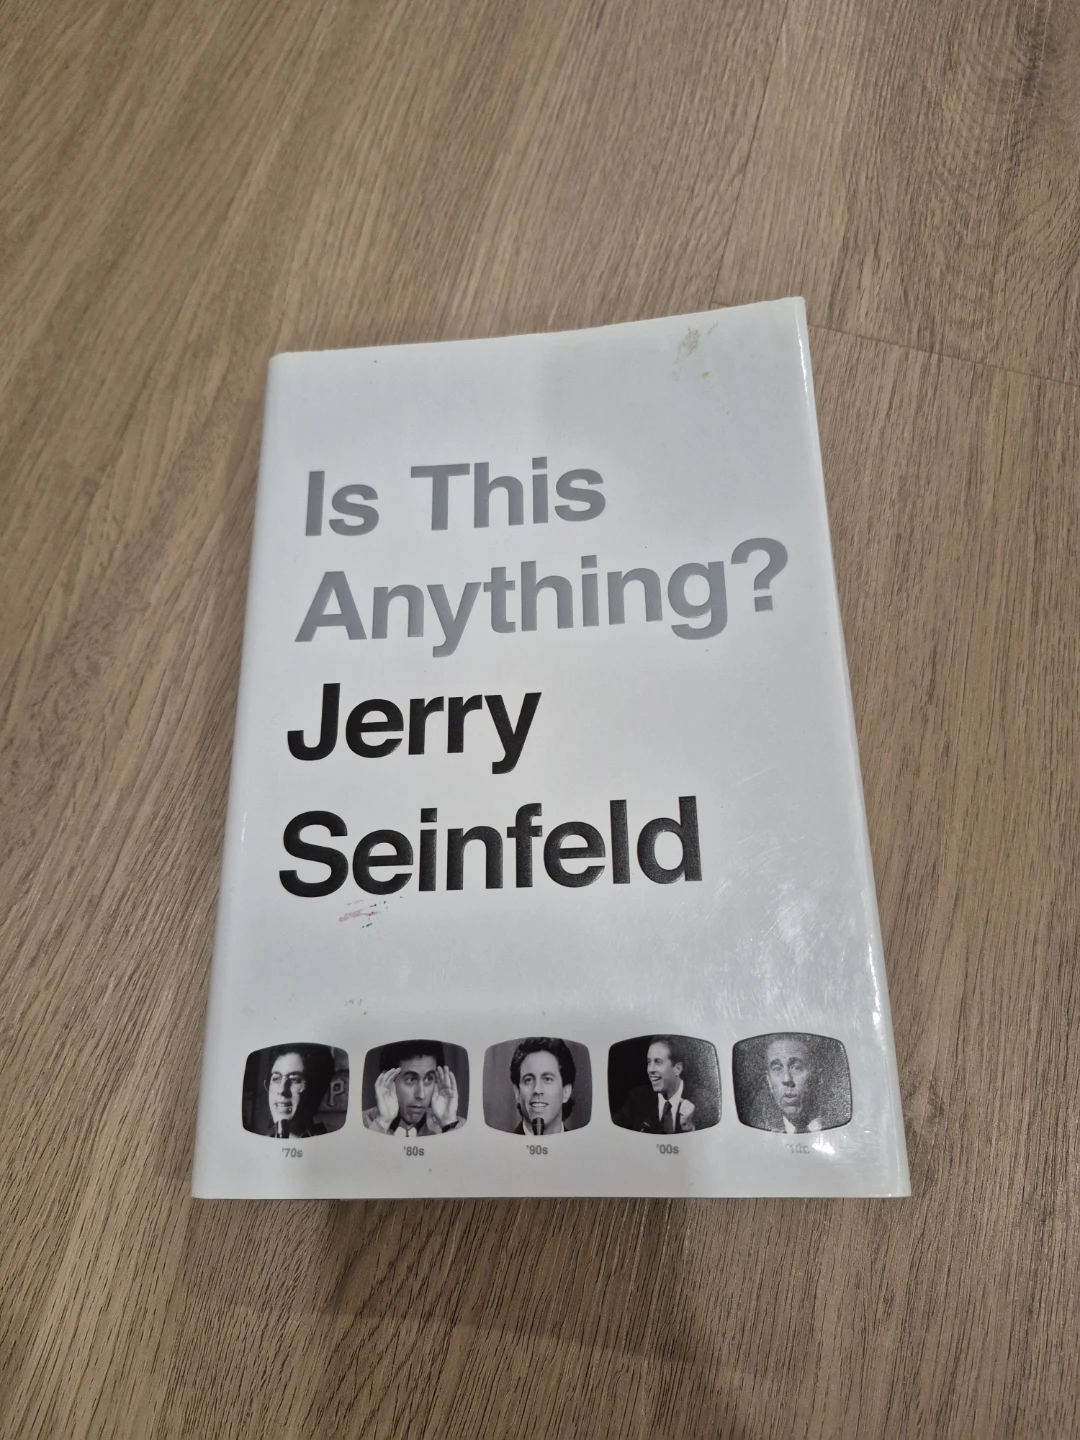 Is This
Anything?
Jerry
Seinfeld
P
'70s
'80s
'90s
'00s